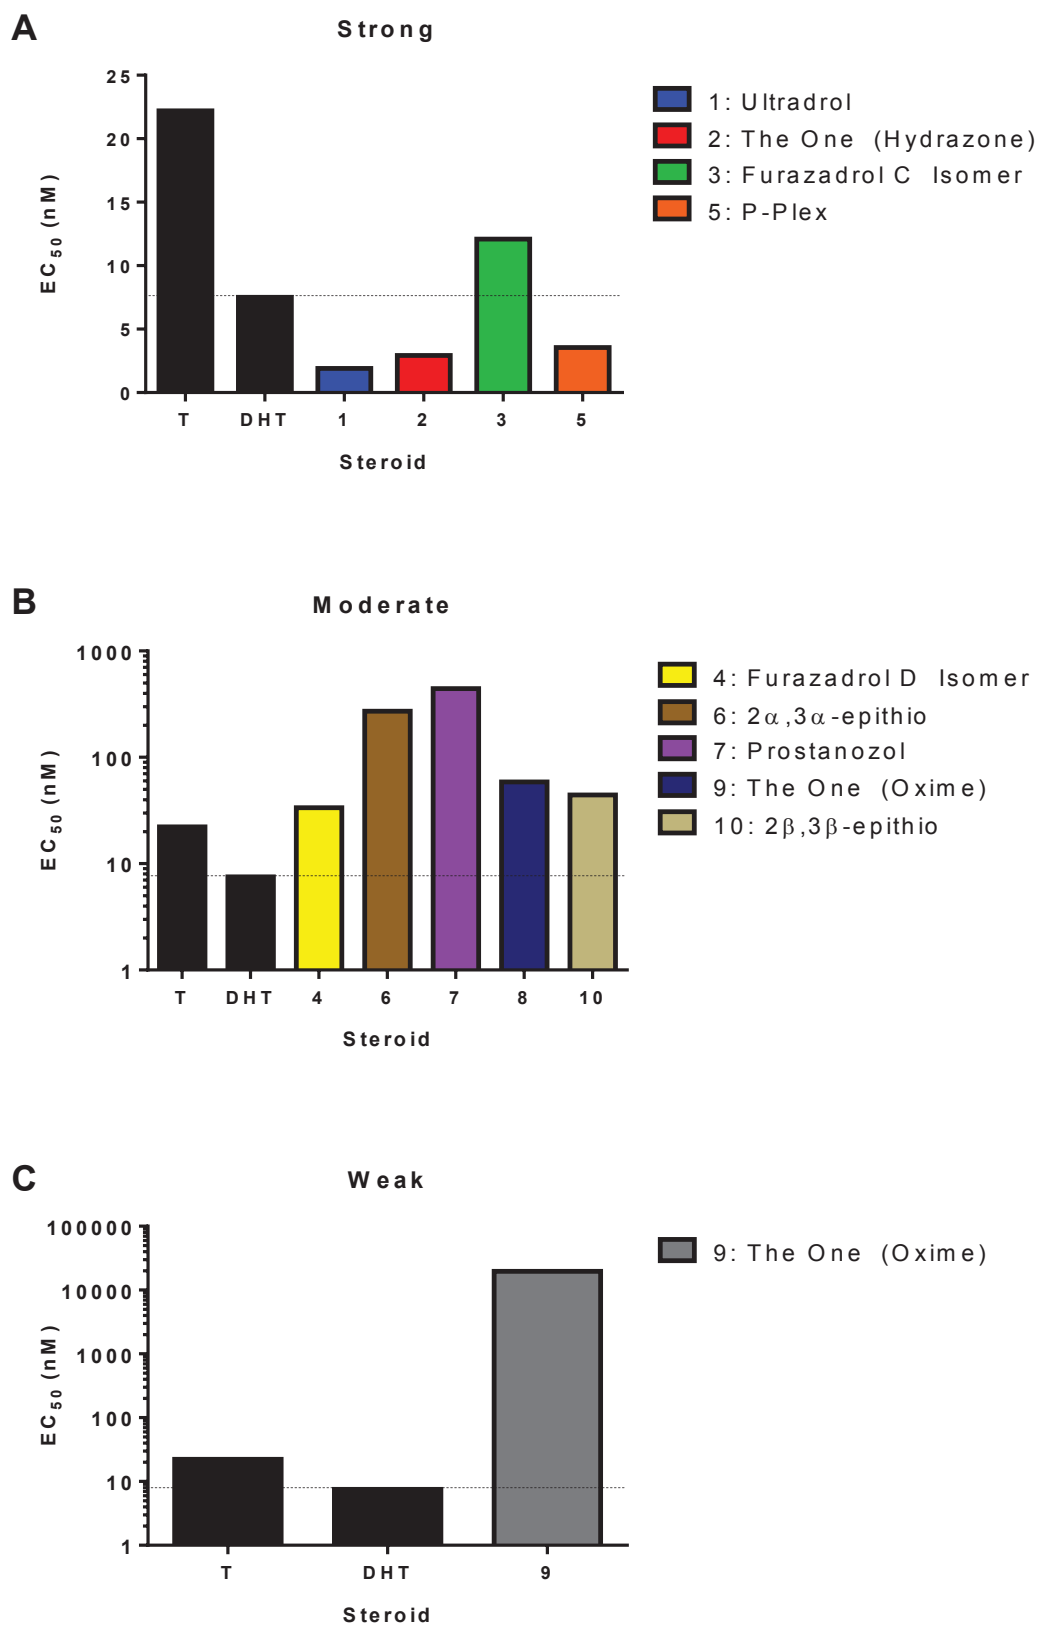 A
Strong
25
20
15
10
5
0
EC50 (nM)
T DHT 1 2 3 5
Steroid
1: Ultradrol
2: The One (Hydrazone)
3: Furazadrol C Isomer
5: P-Plex
B
Moderate
1000
100
10
1
EC50 (nM)
T DHT 4 6 7 8 10
Steroid
4: Furazadrol D Isomer
6: 2α,3α-epithio
7: Prostanozol
9: The One (Oxime)
10: 2β,3β-epithio
C
Weak
100000
10000
1000
100
10
1
EC50 (nM)
T DHT 9
Steroid
9: The One (Oxime)